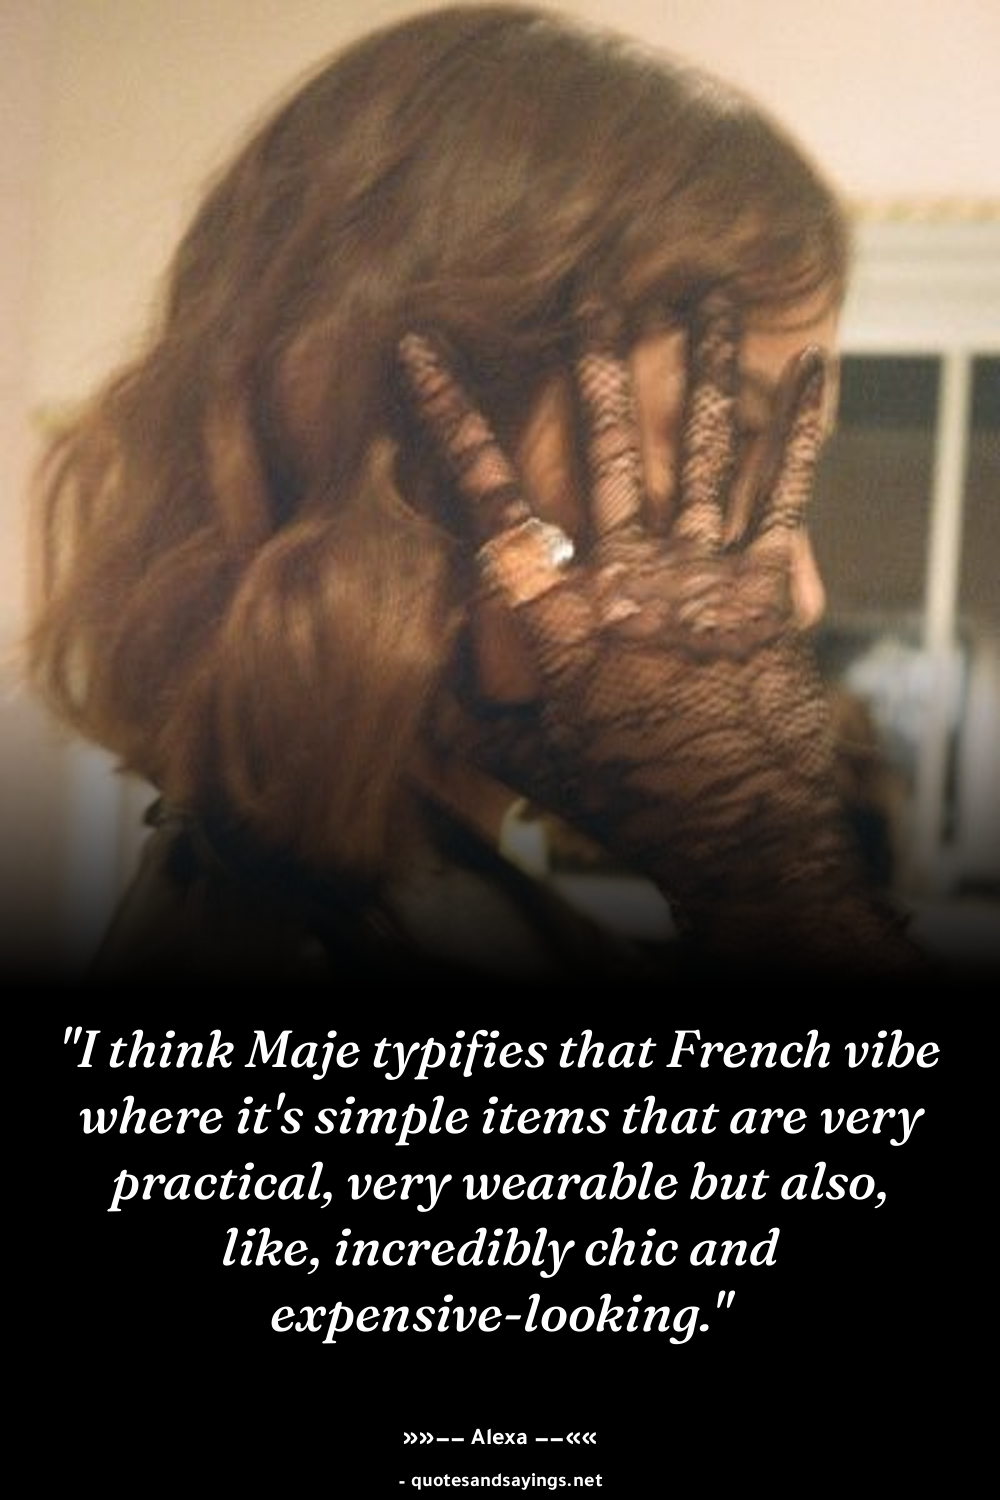 "I think Maje typifies that French vibe
where it's simple items that are very
practical, very wearable but also,
like, incredibly chic and
expensive-looking."
»»–– Alexa ––««
- quotesandsayings.net